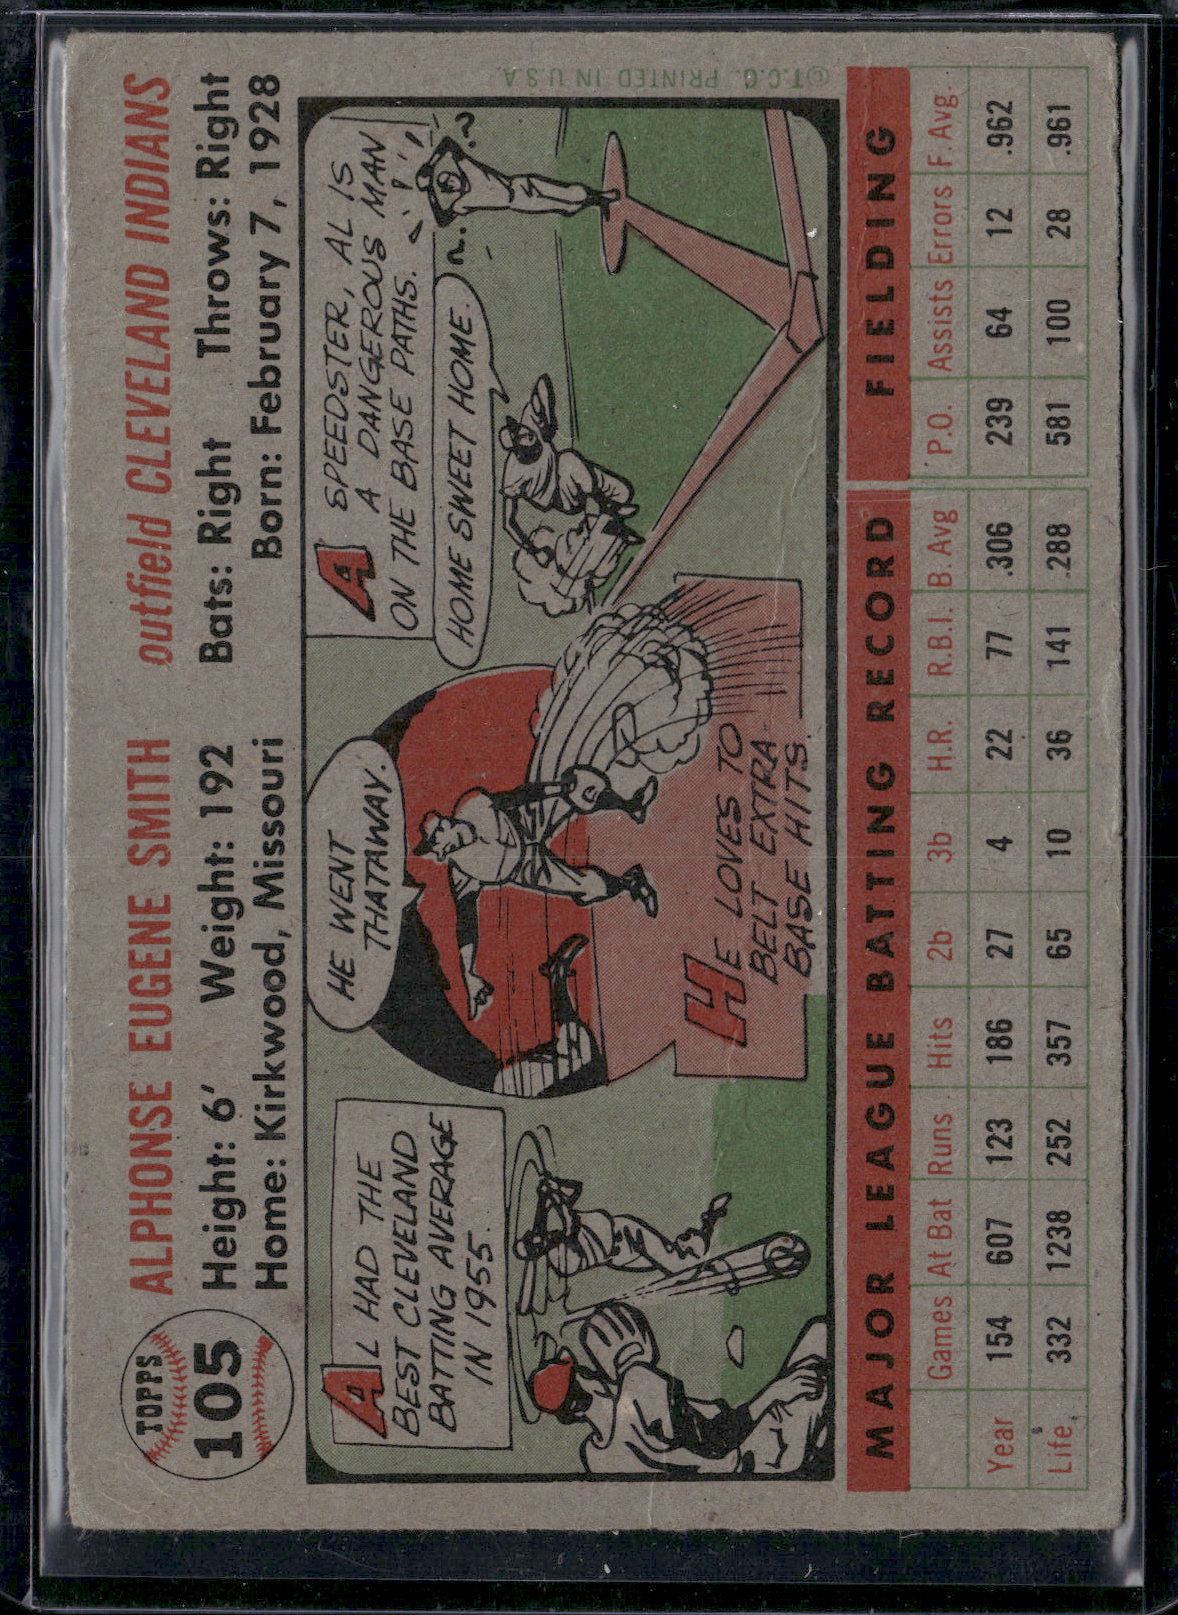 TOPPS
105
ALPHONSE EUGENE SMITH outfield CLEVELAND INDIANS
Height: 6' Weight: 192 Bats: Right Throws: Right
Home: Kirkwood, Missouri Born: February 7, 1928
AL HAD THE
BEST CLEVELAND
BATTING AVERAGE
IN 1955.
HE WENT
THATAWAY.
HE LOVES TO
BELT EXTRA
BASE HITS.
A SPEEDSTER, AL IS
A DANGEROUS MAN
ON THE BASE PATHS.
HOME SWEET HOME.
?
©T.C.G. PRINTED IN U.S.A.
MAJOR LEAGUE BATTING RECORD FIELDING
Games At Bat Runs Hits 2b 3b H.R. R.B.I. B. Avg P.O. Assists Errors F. Avg.
Year 154 607 123 186 27 4 22 77 .306 239 64 12 .962
Life 332 1238 252 357 65 10 36 141 .288 581 100 28 .961